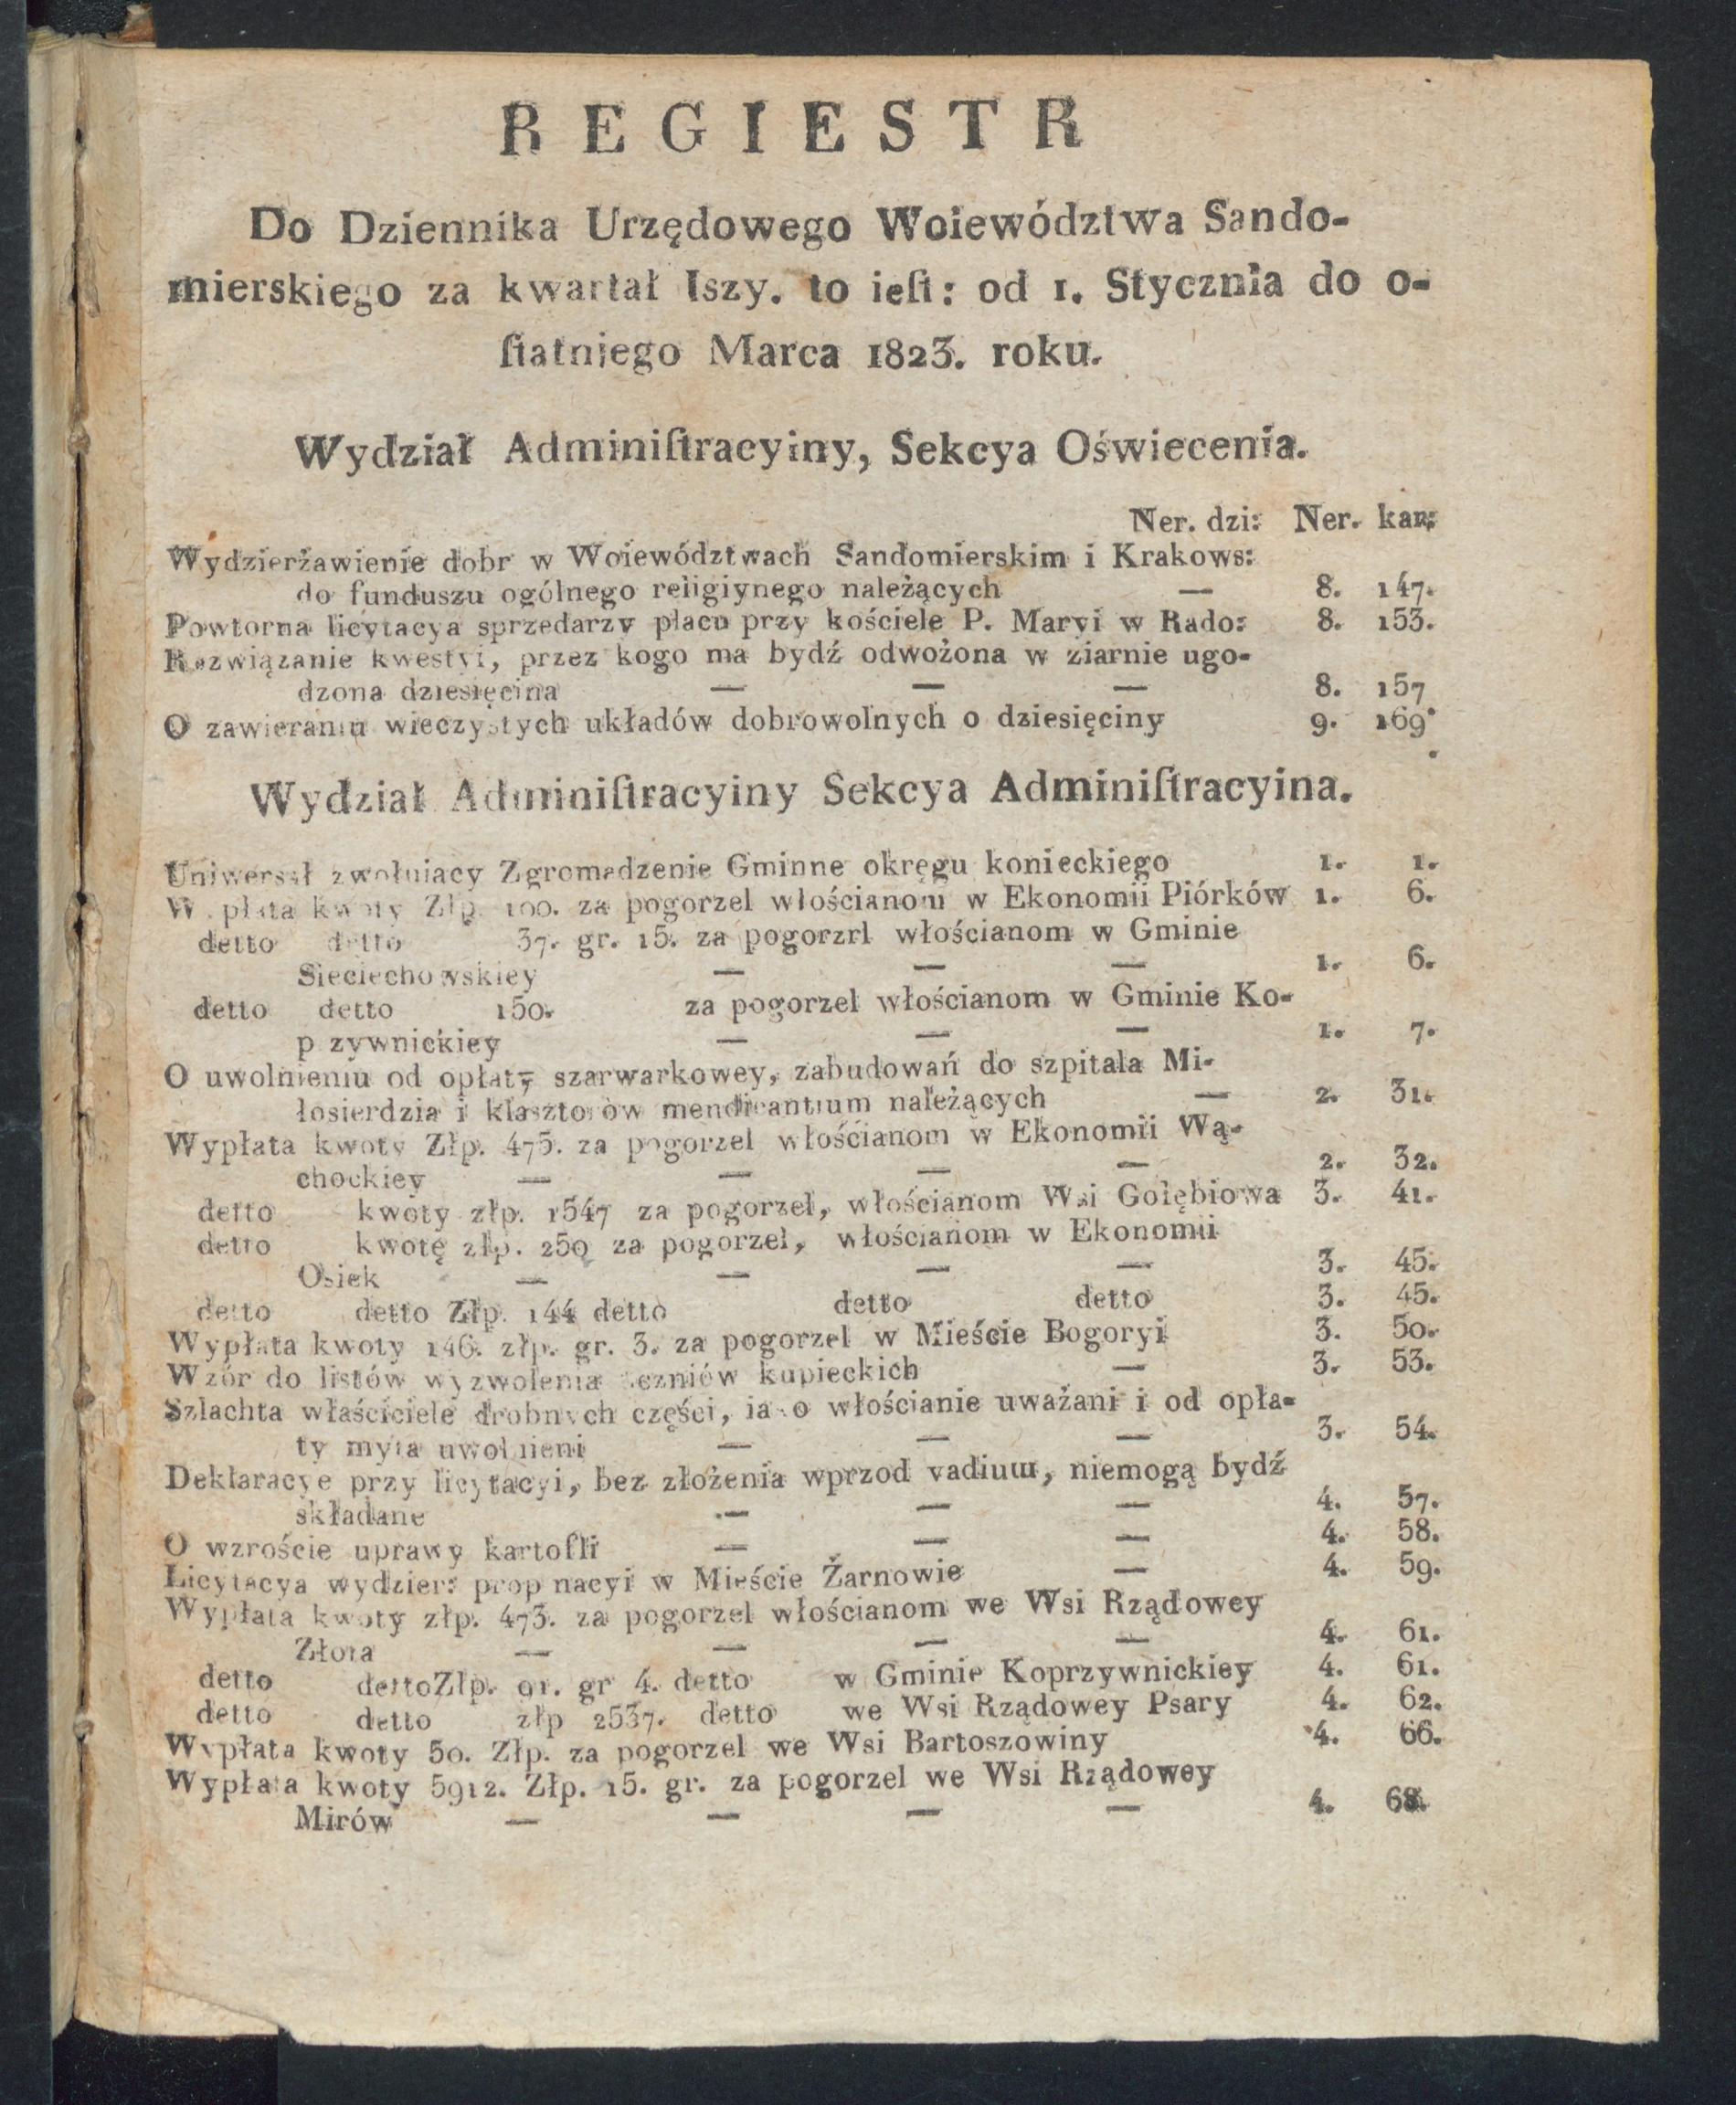 REGIESTR
Do Dziennika Urzędowego Woiewództwa Sando-
mierskiego za kwartał Iszy. to ieſt: od 1. Stycznia do o-
ſtatniego Marca 1823. roku.
Wydział Adminiſtracyiny, Sekcya Oświecenia.
Ner. dzi: Ner. kar:
Wydzierżawienie dobr w Woiewództwach Sandomierskim i Krakows:
do funduszu ogólnego religiynego należących — 8. 147.
Powtorna licytacya sprzedarzy placu przy kościele P. Maryi w Rado: 8. 153.
Rozwiązanie kwestyi, przez kogo ma bydź odwożona w ziarnie ugo-
dzona dziesięcina — — — 8. 157
O zawieraniu wieczystych układów dobrowolnych o dziesięciny 9. 169.
Wydział Adminiſtracyiny Sekcya Adminiſtracyina.
Uniwersał zwołuiacy Zgromadzenie Gminne okręgu konieckiego 1. 1.
Wypłata kwoty Złp. 100. za pogorzel włościanom w Ekonomii Piórków 1. 6.
detto detto 37. gr. 15. za pogorzrl włościanom w Gminie
Sieciechowskiey — — — 1. 6.
detto detto 150. za pogorzel włościanom w Gminie Ko-
p zywnickiey — — — 1. 7.
O uwolnieniu od opłaty szarwarkowey, zabudowań do szpitala Mi-
łosierdzia i klasztorów mendicantium należących — 2. 31.
Wypłata kwoty Złp. 475. za pogorzel włościanom w Ekonomii Wą-
chockiey — — — — 2. 32.
detto kwoty złp. 1547 za pogorzel, włościanom Wsi Gołębiowa 3. 41.
detto kwotę złp. 250 za pogorzel, włościanom w Ekonomii
Osiek — — — — 3. 45.
detto detto Złp. 144 detto detto detto 3. 45.
Wypłata kwoty 146. złp. gr. 3. za pogorzel w Mieście Bogoryi 3. 50.
Wzór do listów wyzwolenia uczniów kupieckich — 3. 53.
Szlachta właściciele drobnych części, iako włościanie uważani i od opła-
ty myta uwolnieni — — — 3. 54.
Deklaracye przy licytacyi, bez złożenia wprzod vadium, niemogą bydź
składane — — — 4. 57.
O wzroście uprawy kartofli — — — 4. 58.
Licytacya wydzier: prop nacyi w Mieście Żarnowie — 4. 59.
Wypłata kwoty złp. 473. za pogorzel włościanom we Wsi Rządowey
Złota — — — — 4. 61.
detto detto Złp. 91. gr 4. detto w Gminie Koprzywnickiey 4. 61.
detto detto złp 2537. detto we Wsi Rządowey Psary 4. 62.
Wypłata kwoty 50. Złp. za pogorzel we Wsi Bartoszowiny 4. 66.
Wypłata kwoty 5912. Złp. 15. gr. za pogorzel we Wsi Rządowey
Mirów — — — — 4. 68.